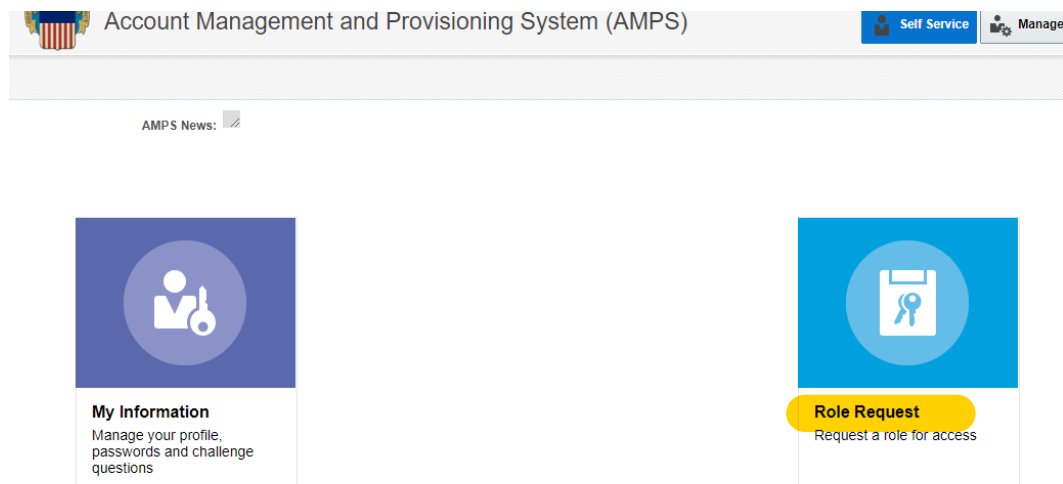 Account Management and Provisioning System (AMPS)
Self Service
Manage
AMPS News:
My Information
Manage your profile,
passwords and challenge
questions
Role Request
Request a role for access